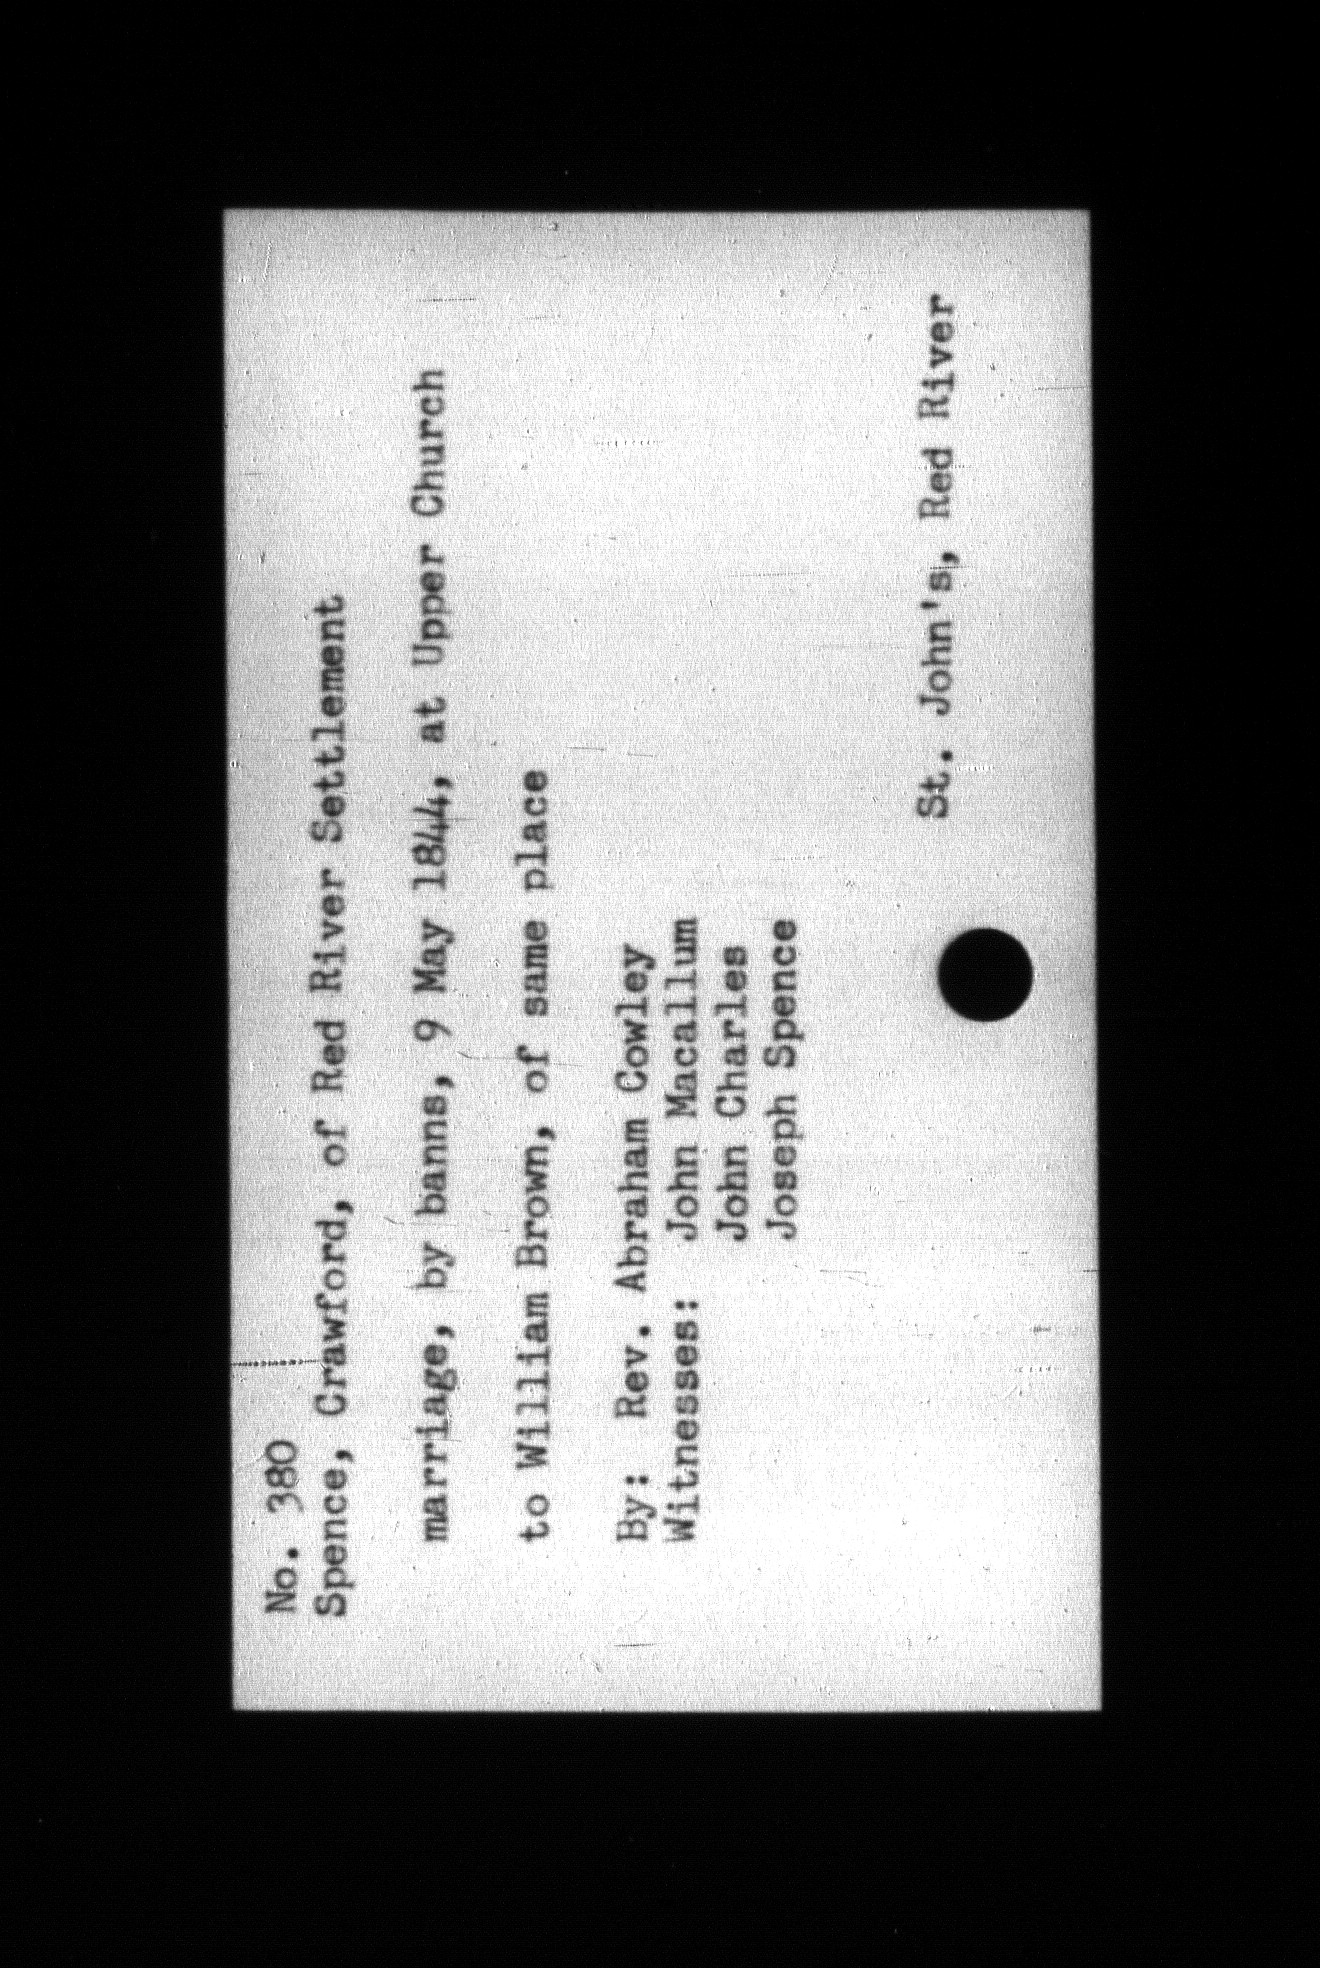 No. 380
Spence, Crawford, of Red River Settlement
marriage, by banns, 9 May 1844, at Upper Church
to William Brown, of same place
By: Rev. Abraham Cowley
Witnesses: John Macallum
John Charles
Joseph Spence
St. John's, Red River